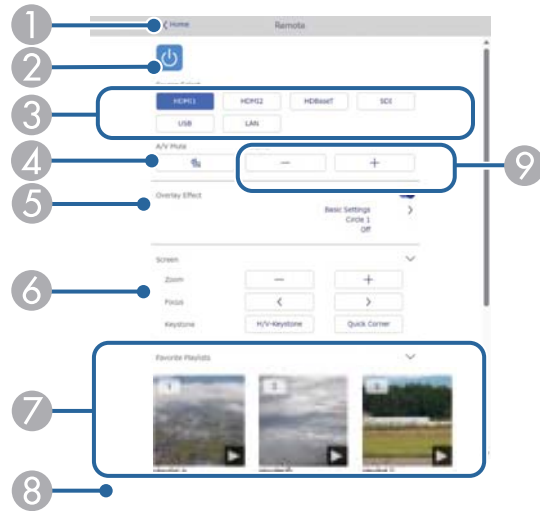 1
Home
Remote
2
3
HDMI1
HDMI2
HDBaseT
SDI
USB
LAN
A/V Mute
4
9
5
Overlay Effect
Basic Settings
Circle 1
Off
Screen
6
Zoom
Focus
Keystone
H/V-Keystone
Quick Corner
Favorite Playlists
7
1
8